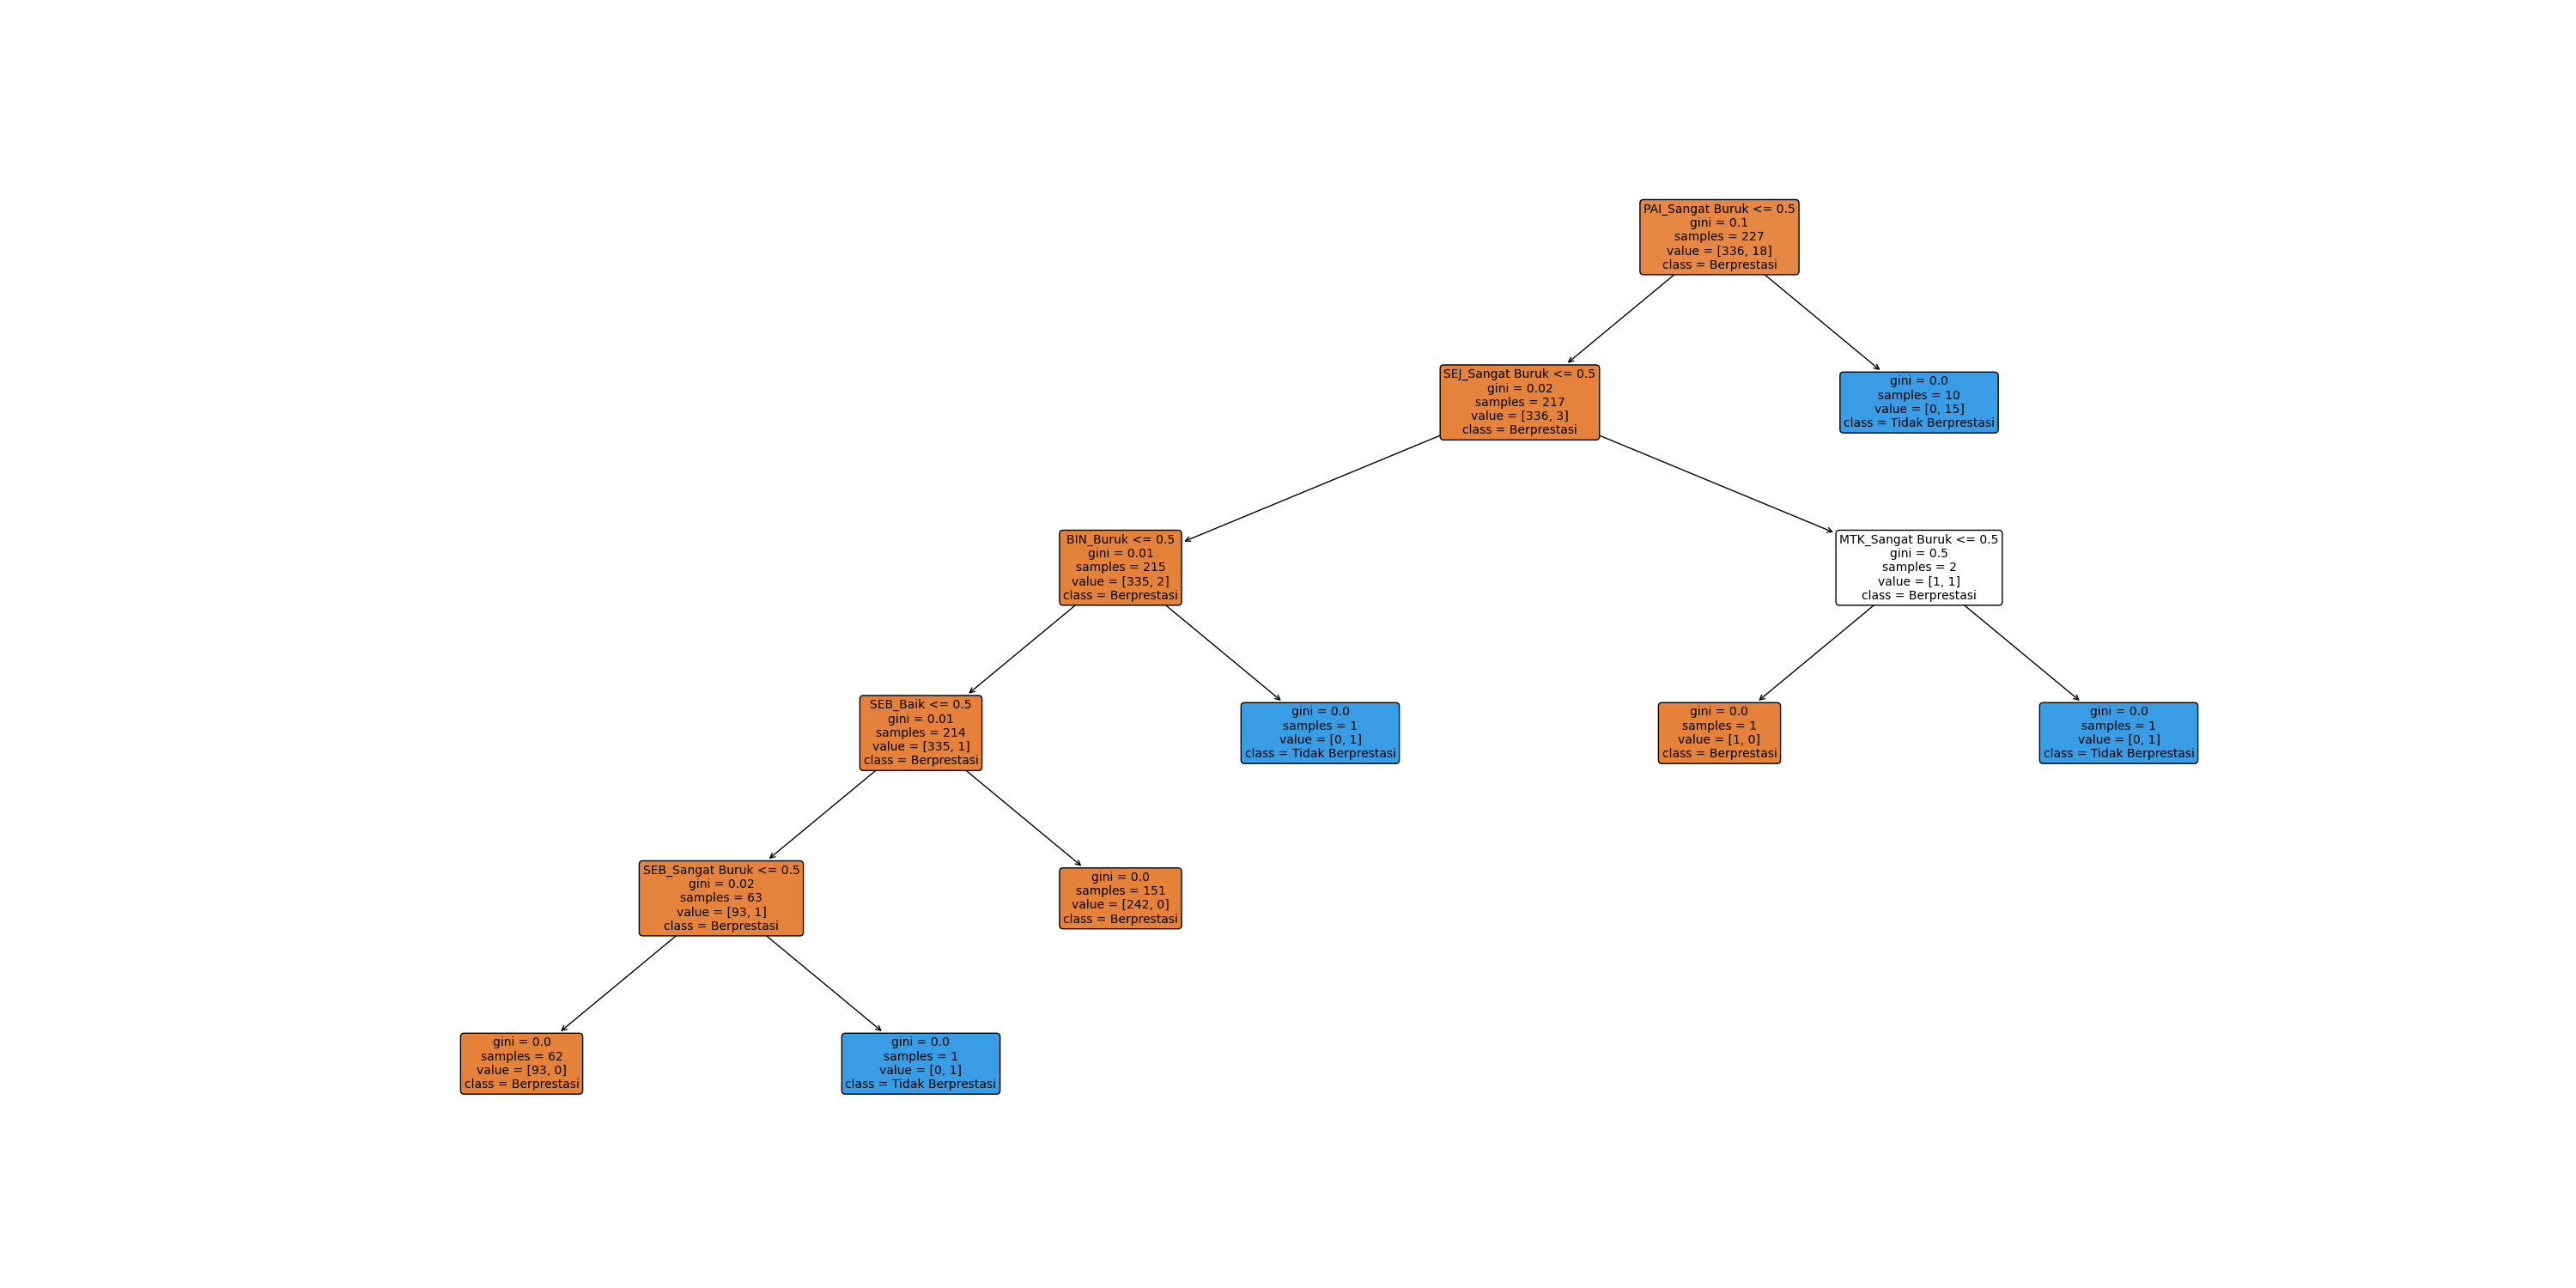 PAI_Sangat Buruk <= 0.5
gini = 0.1
samples = 227
value = [336, 18]
class = Berprestasi
SEJ_Sangat Buruk <= 0.5
gini = 0.02
samples = 217
value = [336, 3]
class = Berprestasi
gini = 0.0
samples = 10
value = [0, 15]
class = Tidak Berprestasi
BIN_Buruk <= 0.5
gini = 0.01
samples = 215
value = [335, 2]
class = Berprestasi
MTK_Sangat Buruk <= 0.5
gini = 0.5
samples = 2
value = [1, 1]
class = Berprestasi
SEB_Baik <= 0.5
gini = 0.01
samples = 214
value = [335, 1]
class = Berprestasi
gini = 0.0
samples = 1
value = [0, 1]
class = Tidak Berprestasi
gini = 0.0
samples = 1
value = [1, 0]
class = Berprestasi
gini = 0.0
samples = 1
value = [0, 1]
class = Tidak Berprestasi
SEB_Sangat Buruk <= 0.5
gini = 0.02
samples = 63
value = [93, 1]
class = Berprestasi
gini = 0.0
samples = 151
value = [242, 0]
class = Berprestasi
gini = 0.0
samples = 62
value = [93, 0]
class = Berprestasi
gini = 0.0
samples = 1
value = [0, 1]
class = Tidak Berprestasi